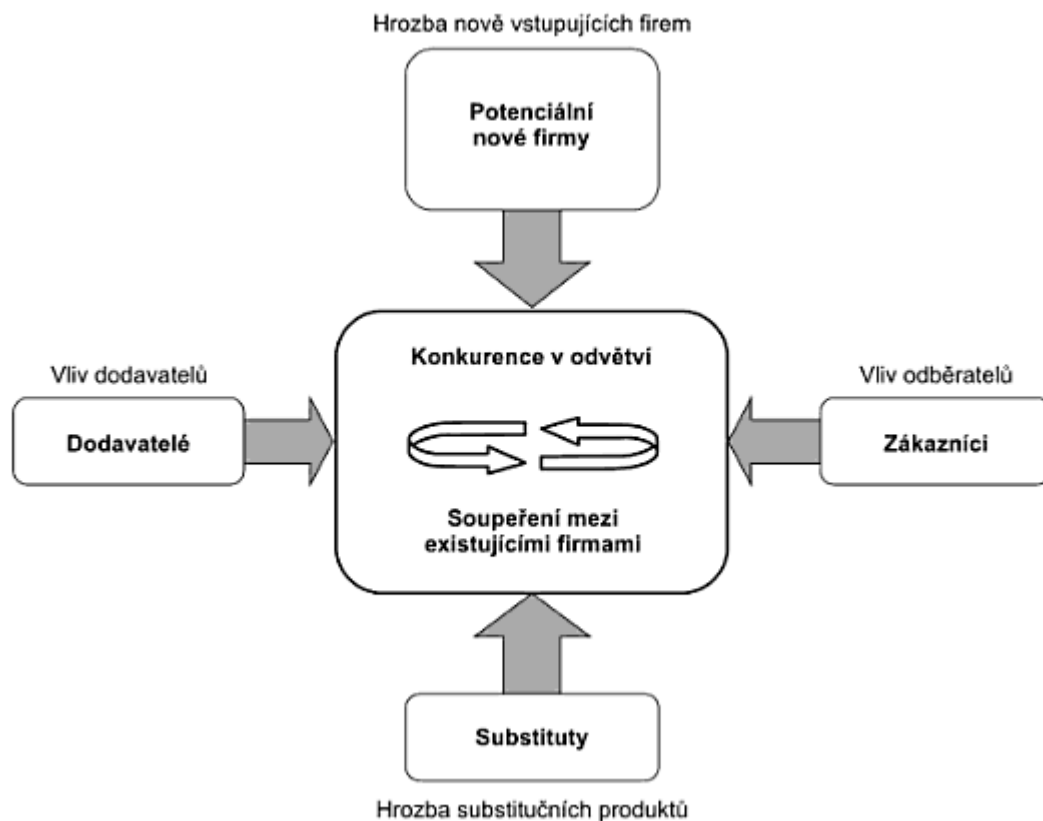 Hrozba nově vstupujících firem
Potenciální
nové firmy
Konkurence v odvětví
Vliv dodavatelů
Dodavatelé
Vliv odběratelů
Zákazníci
Soupeření mezi
existujícími firmami
Substituty
Hrozba substitučních produktů